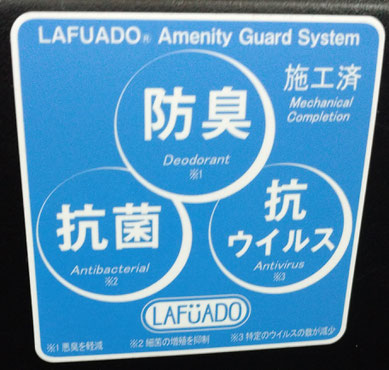 LAFUADO® Amenity Guard System
施工済
Mechanical
Completion
防臭
Deodorant
※1
抗菌
Antibacterial
※2
抗
ウイルス
Antivirus
※3
LAFÜADO
※1 悪臭を軽減 ※2 細菌の増殖を抑制 ※3 特定のウイルスの数が減少